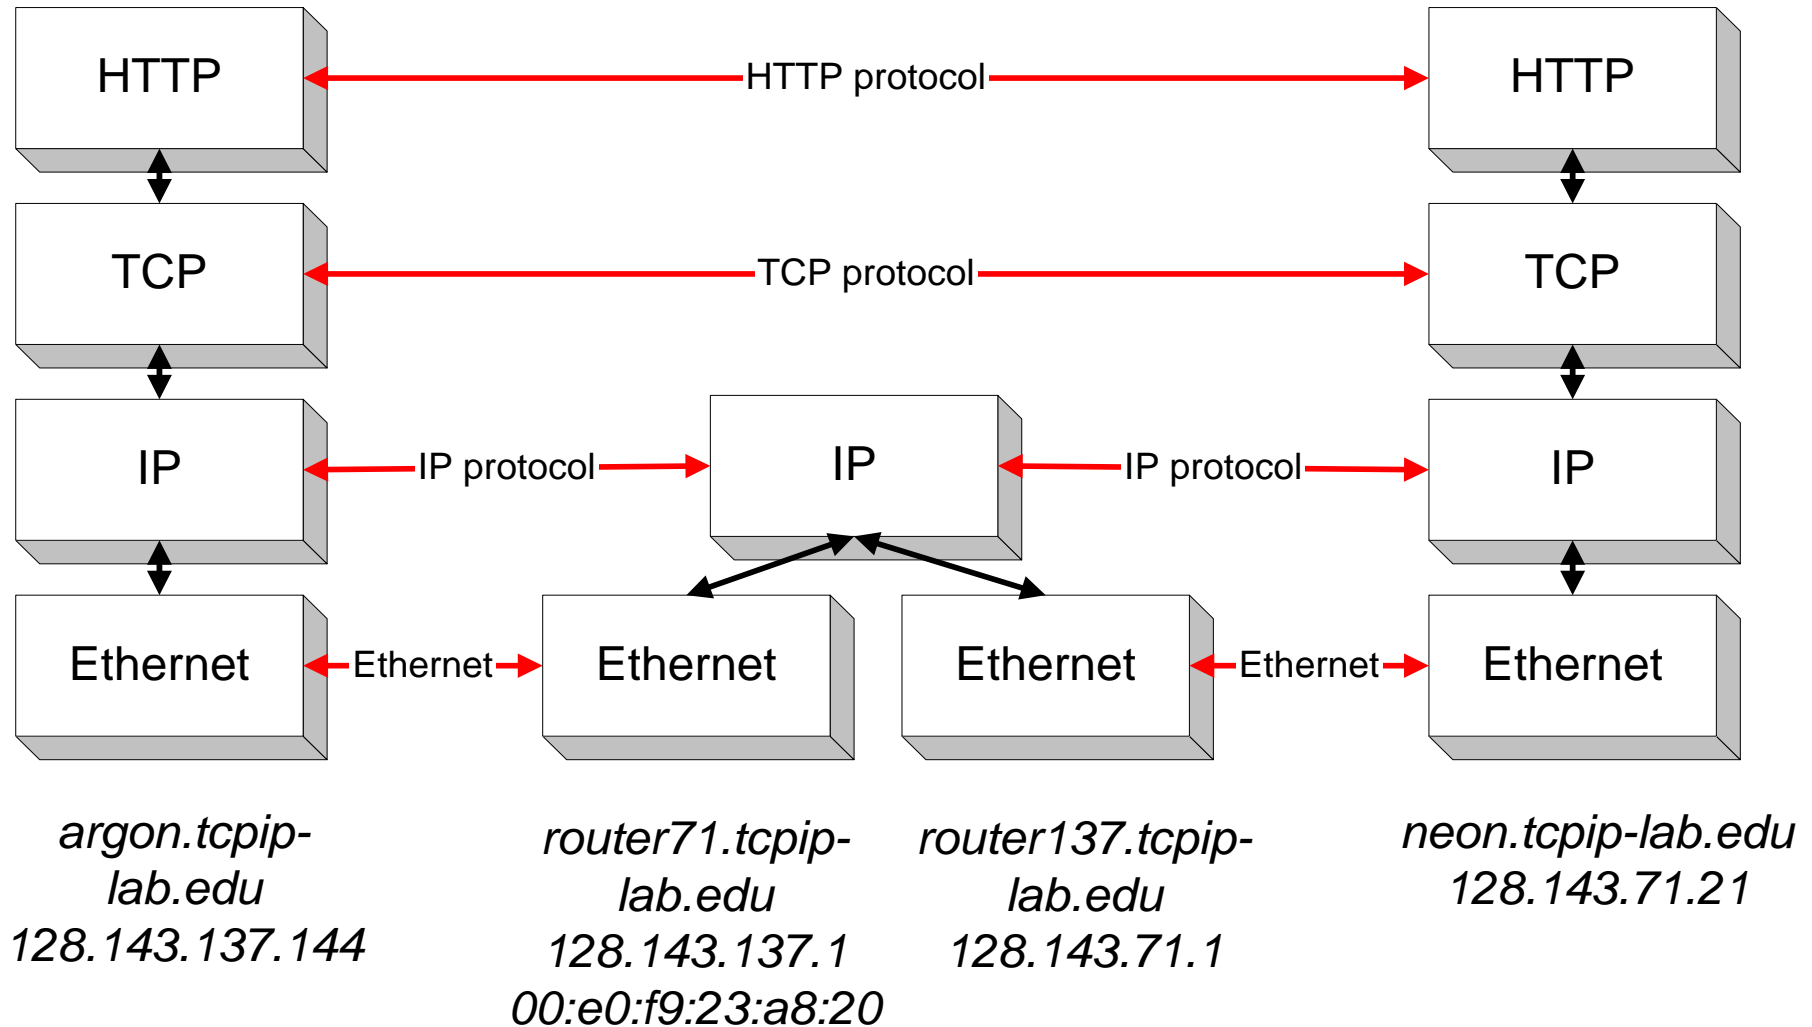 HTTP
HTTP protocol
HTTP
TCP
TCP protocol
TCP
IP
IP protocol
IP
IP protocol
IP
Ethernet
Ethernet
Ethernet
Ethernet
Ethernet
Ethernet
argon.tcpip-
lab.edu
128.143.137.144
router71.tcpip-
lab.edu
128.143.137.1
00:e0:f9:23:a8:20
router137.tcpip-
lab.edu
128.143.71.1
neon.tcpip-lab.edu
128.143.71.21